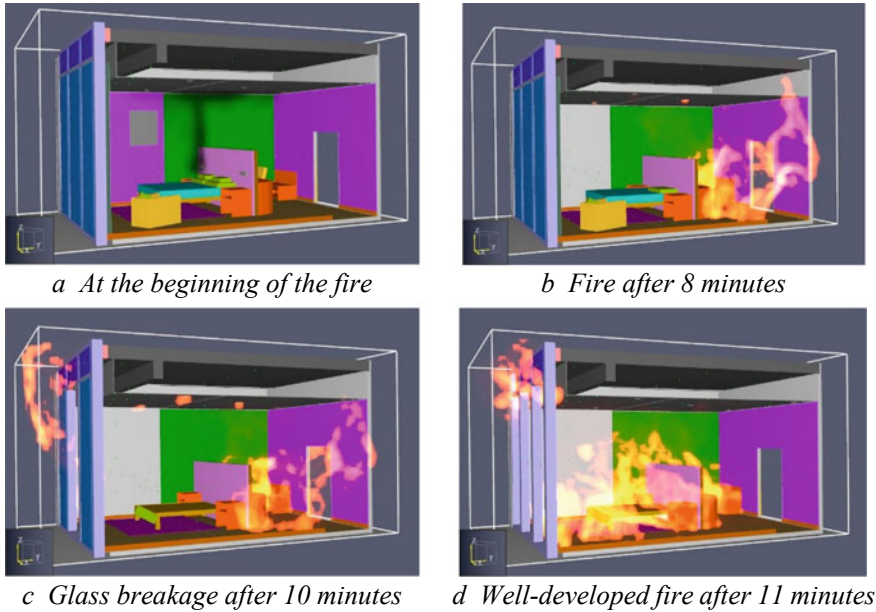 a At the beginning of the fire
b Fire after 8 minutes
c Glass breakage after 10 minutes
d Well-developed fire after 11 minutes